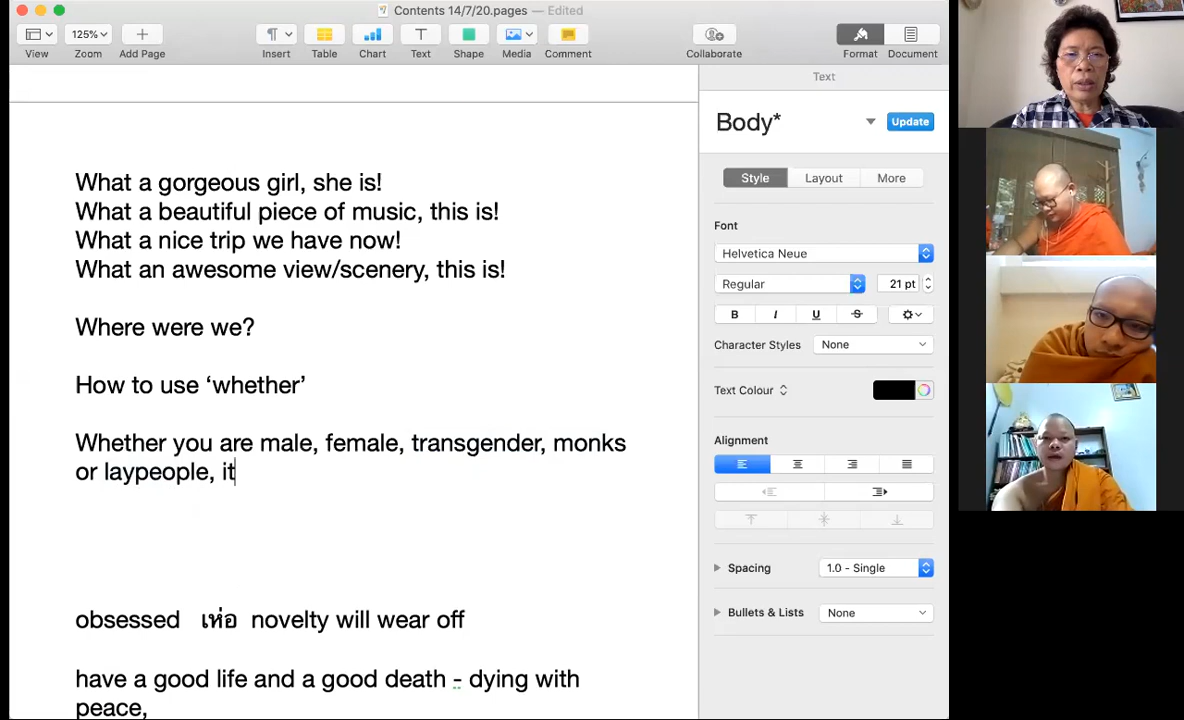 Contents 14/7/20.pages — Edited
125%
View
Zoom
Add Page
Insert
Table
Chart
Text
Shape
Media
Comment
Collaborate
Format
Document
What a gorgeous girl, she is!
What a beautiful piece of music, this is!
What a nice trip we have now!
What an awesome view/scenery, this is!
Where were we?
How to use ‘whether’
Whether you are male, female, transgender, monks
or laypeople, it
obsessed เห่อ novelty will wear off
have a good life and a good death - dying with
peace,
Text
Body*
Update
Style
Layout
More
Font
Helvetica Neue
Regular
21 pt
B I U S
Character Styles
None
Text Colour
Alignment
Spacing
1.0 - Single
Bullets & Lists
None